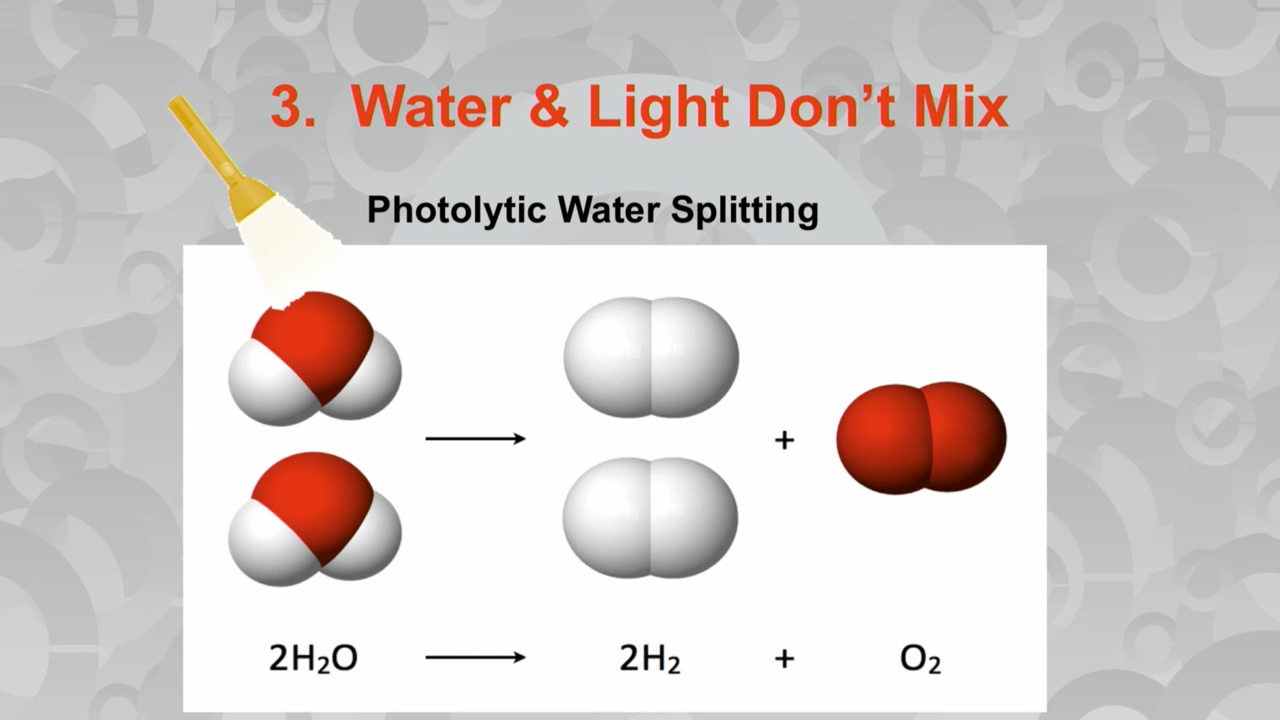 3. Water & Light Don’t Mix
Photolytic Water Splitting
+
2H₂O → 2H₂ + O₂